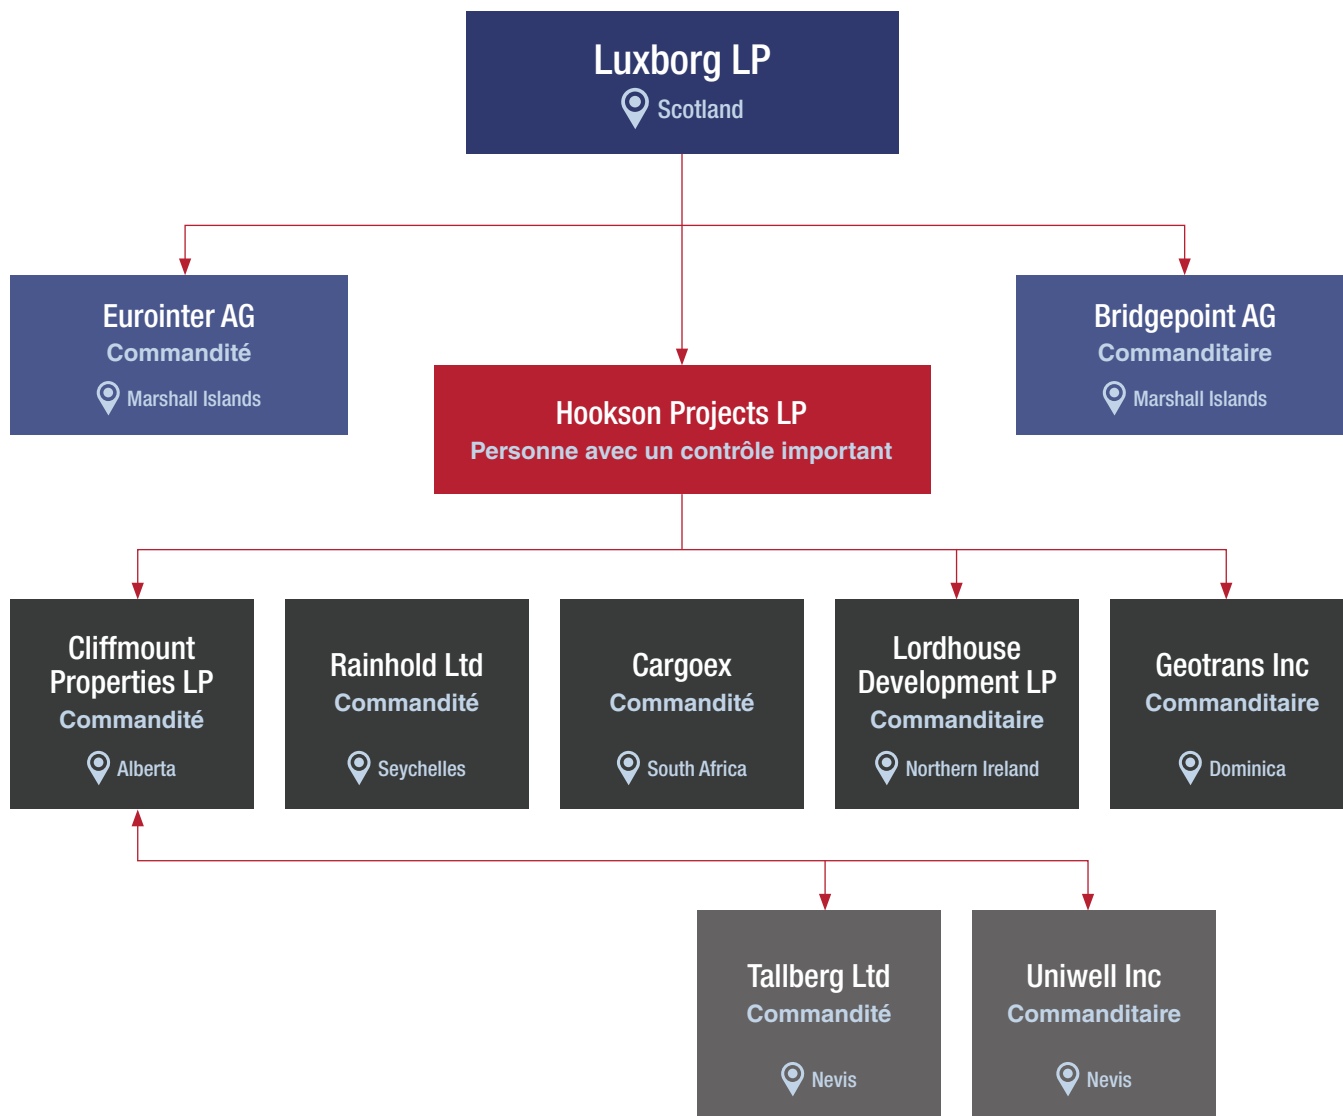 Luxborg LP
Scotland
Eurointer AG
Commandité
Marshall Islands
Bridgepoint AG
Commanditaire
Marshall Islands
Hookson Projects LP
Personne avec un contrôle important
Cliffmount
Properties LP
Commandité
Alberta
Rainhold Ltd
Commandité
Seychelles
Cargoex
Commandité
South Africa
Lordhouse
Development LP
Commanditaire
Northern Ireland
Geotrans Inc
Commanditaire
Dominica
Tallberg Ltd
Commandité
Nevis
Uniwell Inc
Commanditaire
Nevis